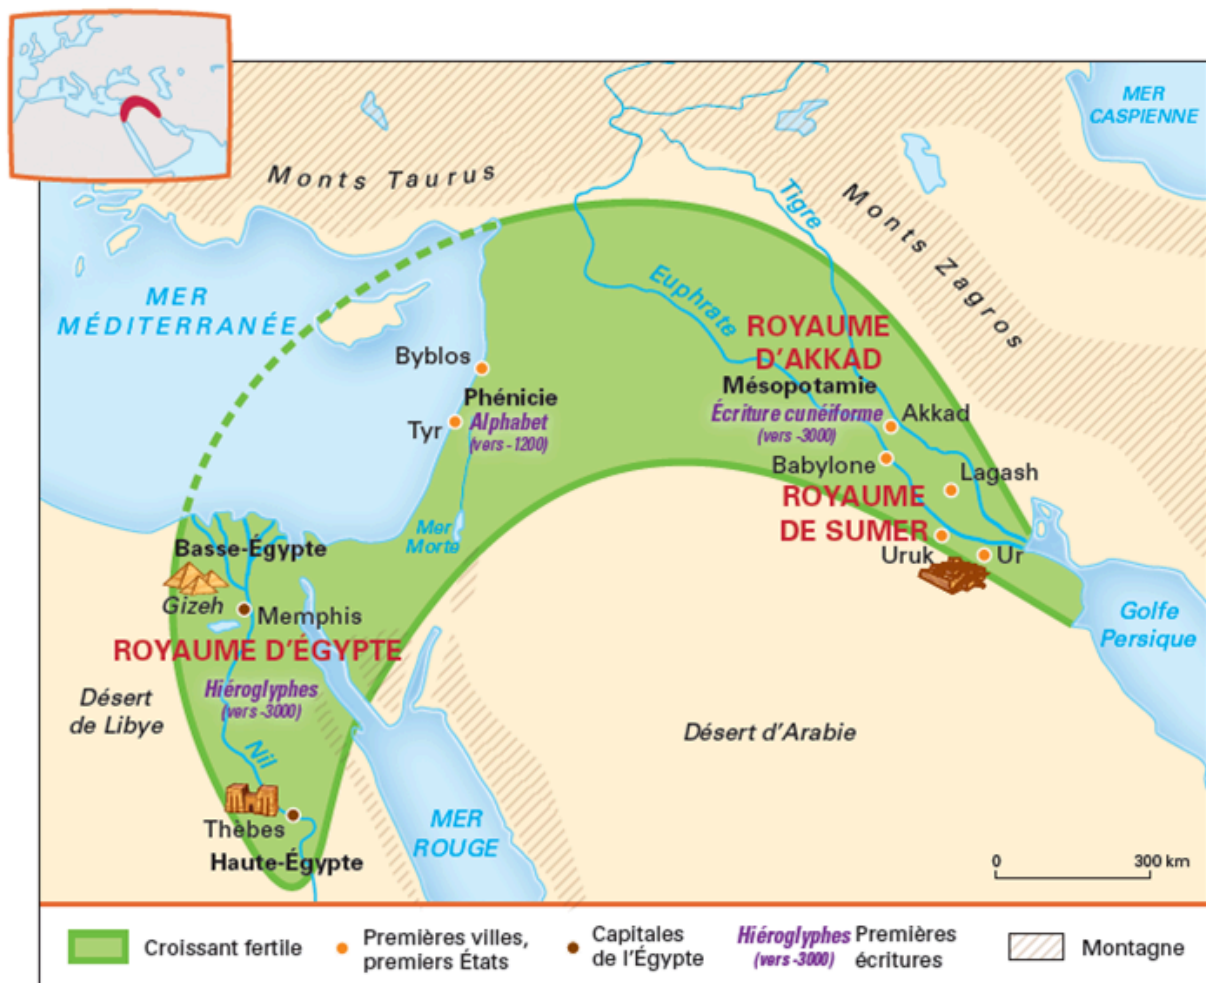 MER
CASPIENNE
Monts Taurus
Tigre
Monts Zagros
MER
MÉDITERRANÉE
Euphrate
ROYAUME
D'AKKAD
Byblos
Mésopotamie
Phénicie
Écriture cunéiforme
(vers -3000)
Akkad
Alphabet
(vers -1200)
Tyr
Babylone
Lagash
ROYAUME
DE SUMER
Mer
Morte
Basse-Égypte
Uruk
Ur
Gizeh
Memphis
Golfe
Persique
ROYAUME D'ÉGYPTE
Hiéroglyphes
(vers -3000)
Désert
de Libye
Désert d'Arabie
Nil
Thèbes
MER
ROUGE
Haute-Égypte
0 300 km
Croissant fertile
Premières villes,
premiers États
Capitales
de l'Égypte
Hiéroglyphes
(vers -3000)
Premières
écritures
Montagne